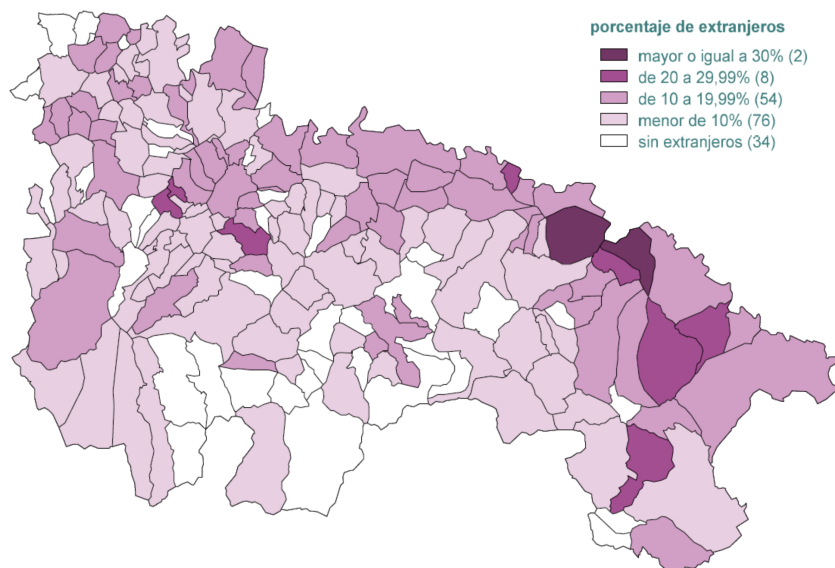 porcentaje de extranjeros
mayor o igual a 30% (2)
de 20 a 29,99% (8)
de 10 a 19,99% (54)
menor de 10% (76)
sin extranjeros (34)